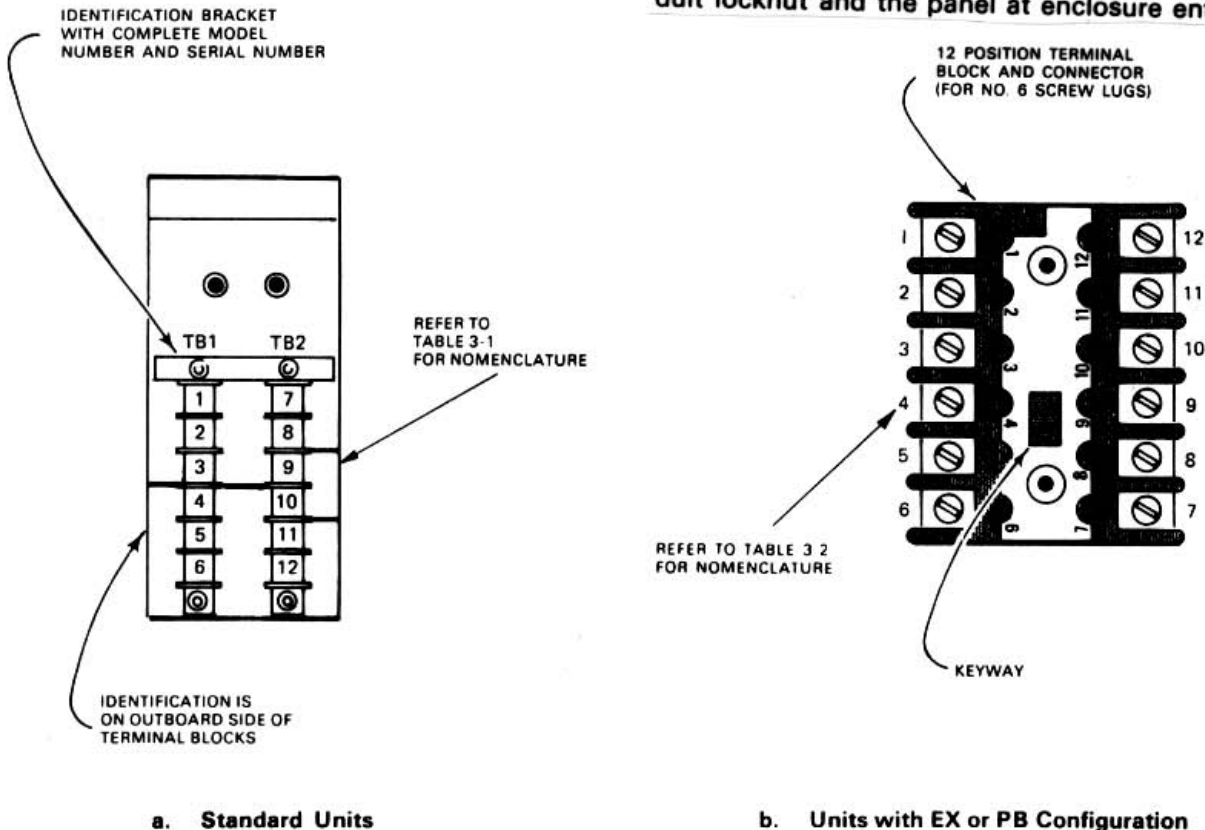 duit locknut and the panel at enclosure ent
IDENTIFICATION BRACKET
WITH COMPLETE MODEL
NUMBER AND SERIAL NUMBER
TB1 TB2
1 7
2 8
3 9
4 10
5 11
6 12
REFER TO
TABLE 3-1
FOR NOMENCLATURE
IDENTIFICATION IS
ON OUTBOARD SIDE OF
TERMINAL BLOCKS
a. Standard Units
12 POSITION TERMINAL
BLOCK AND CONNECTOR
(FOR NO. 6 SCREW LUGS)
1 1 12 12
2 2 11 11
3 3 10 10
4 4 9 9
5 8 8
6 6 7 7
REFER TO TABLE 3 2
FOR NOMENCLATURE
KEYWAY
b. Units with EX or PB Configuration